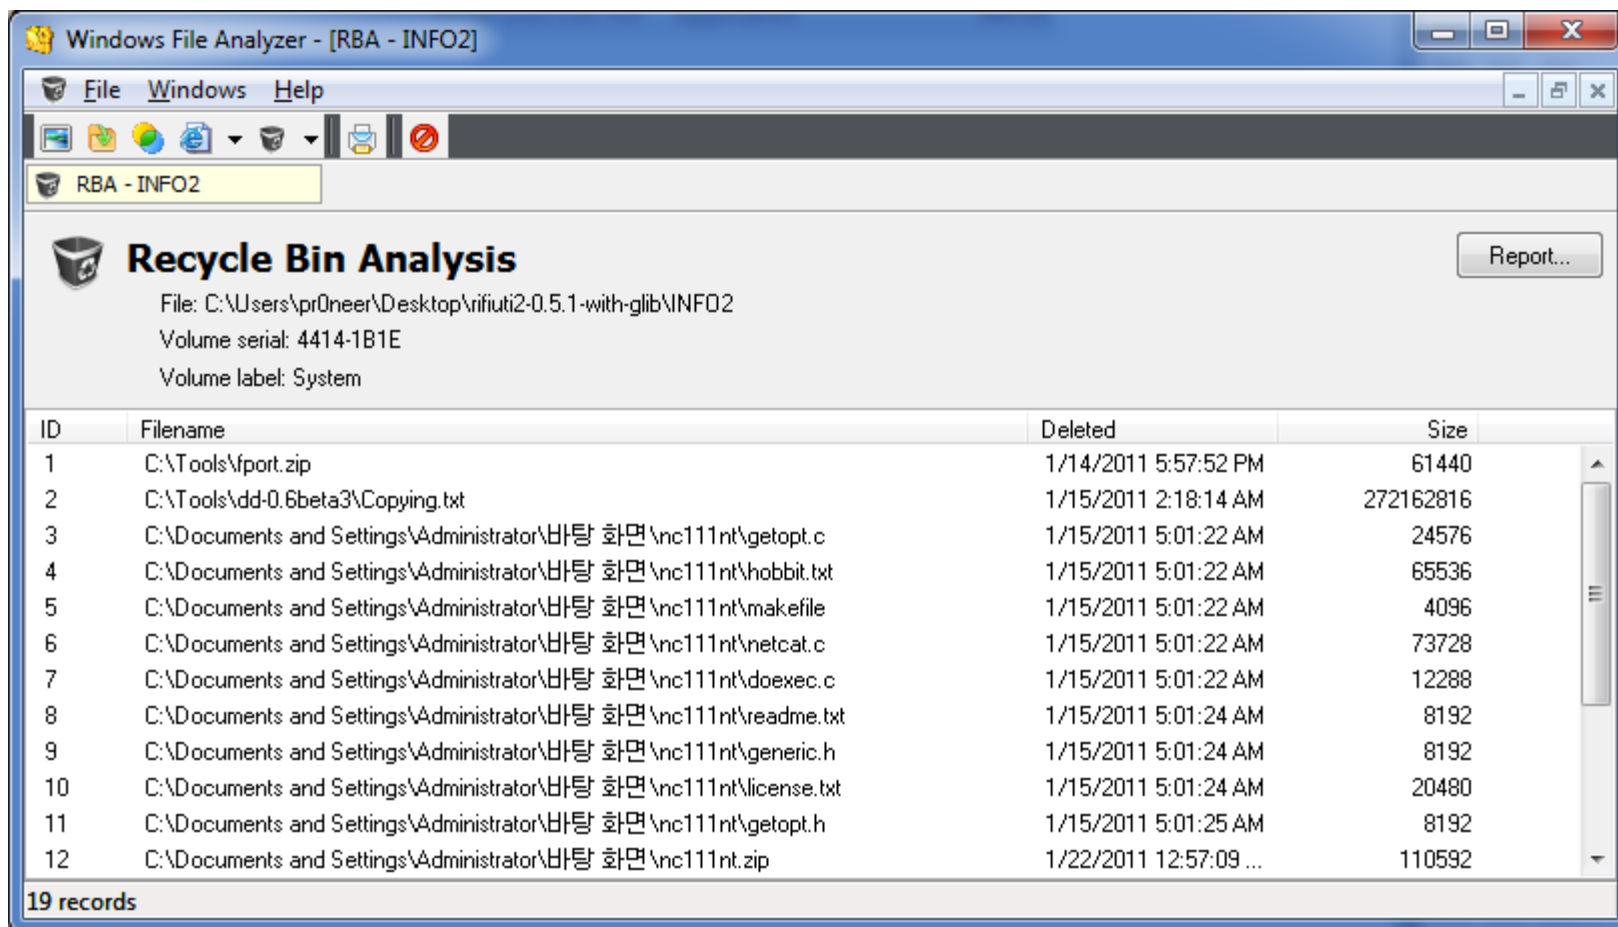 Windows File Analyzer - [RBA - INFO2]
File Windows Help
RBA - INFO2
Recycle Bin Analysis
Report...
File: C:\Users\pr0neer\Desktop\rifiuti2-0.5.1-with-glib\INFO2
Volume serial: 4414-1B1E
Volume label: System
ID Filename Deleted Size
1 C:\Tools\fport.zip 1/14/2011 5:57:52 PM 61440
2 C:\Tools\dd-0.6beta3\Copying.txt 1/15/2011 2:18:14 AM 272162816
3 C:\Documents and Settings\Administrator\바탕 화면\nc111nt\getopt.c 1/15/2011 5:01:22 AM 24576
4 C:\Documents and Settings\Administrator\바탕 화면\nc111nt\hobbit.txt 1/15/2011 5:01:22 AM 65536
5 C:\Documents and Settings\Administrator\바탕 화면\nc111nt\makefile 1/15/2011 5:01:22 AM 4096
6 C:\Documents and Settings\Administrator\바탕 화면\nc111nt\netcat.c 1/15/2011 5:01:22 AM 73728
7 C:\Documents and Settings\Administrator\바탕 화면\nc111nt\doexec.c 1/15/2011 5:01:22 AM 12288
8 C:\Documents and Settings\Administrator\바탕 화면\nc111nt\readme.txt 1/15/2011 5:01:24 AM 8192
9 C:\Documents and Settings\Administrator\바탕 화면\nc111nt\generic.h 1/15/2011 5:01:24 AM 8192
10 C:\Documents and Settings\Administrator\바탕 화면\nc111nt\license.txt 1/15/2011 5:01:24 AM 20480
11 C:\Documents and Settings\Administrator\바탕 화면\nc111nt\getopt.h 1/15/2011 5:01:25 AM 8192
12 C:\Documents and Settings\Administrator\바탕 화면\nc111nt.zip 1/22/2011 12:57:09 ... 110592
19 records